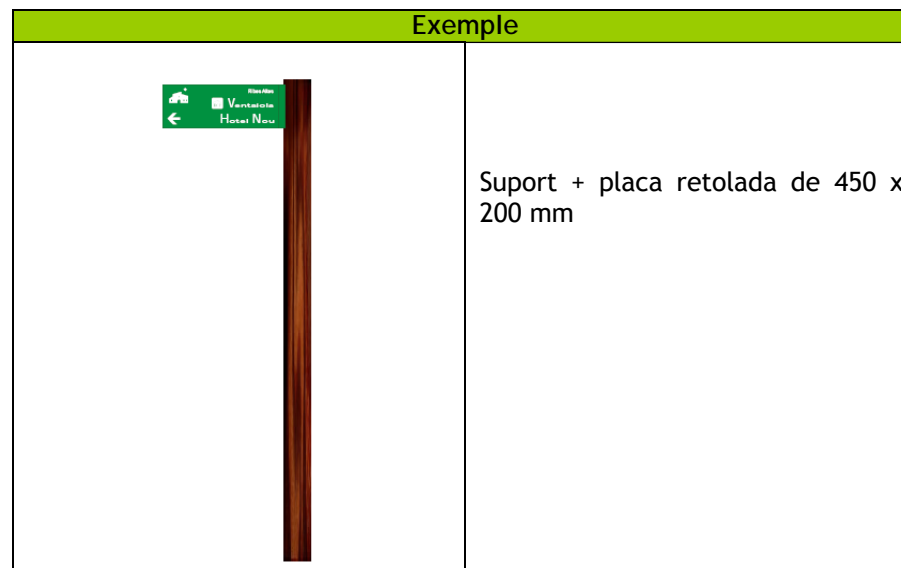 Exemple
Ventaiola
Hotel Nou
Suport + placa retolada de 450 x
200 mm